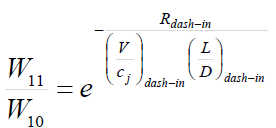 W₁₁/W₁₀ = e^(−R_dash−in / ((V/c_j)_dash−in (L/D)_dash−in))